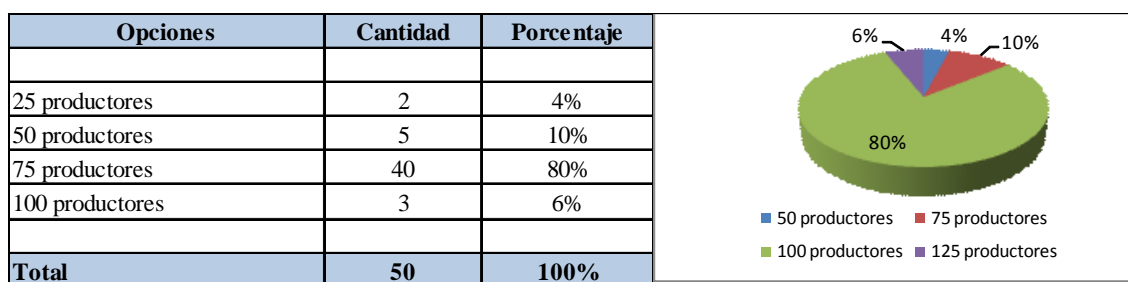 Opciones Cantidad Porcentaje
25 productores 2 4%
50 productores 5 10%
75 productores 40 80%
100 productores 3 6%
Total 50 100%
6% 4% 10%
80%
50 productores 75 productores
100 productores 125 productores